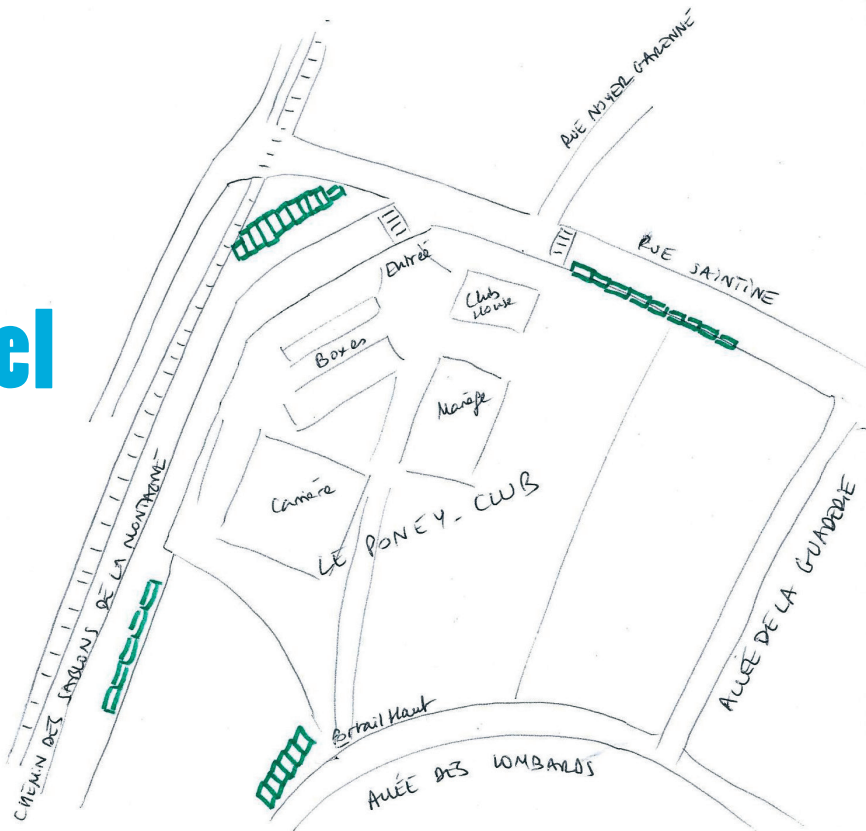 RUE NOYER GARENNE
RUE SAINTINE
Entrée
Club
House
el
Boxes
Manège
Carrière
LE PONEY-CLUB
CHEMIN DES SABLONS DE LA MONTAGNE
ALLÉE DE LA GUADERIE
Portail Haut
ALLÉE DES LOMBARDS